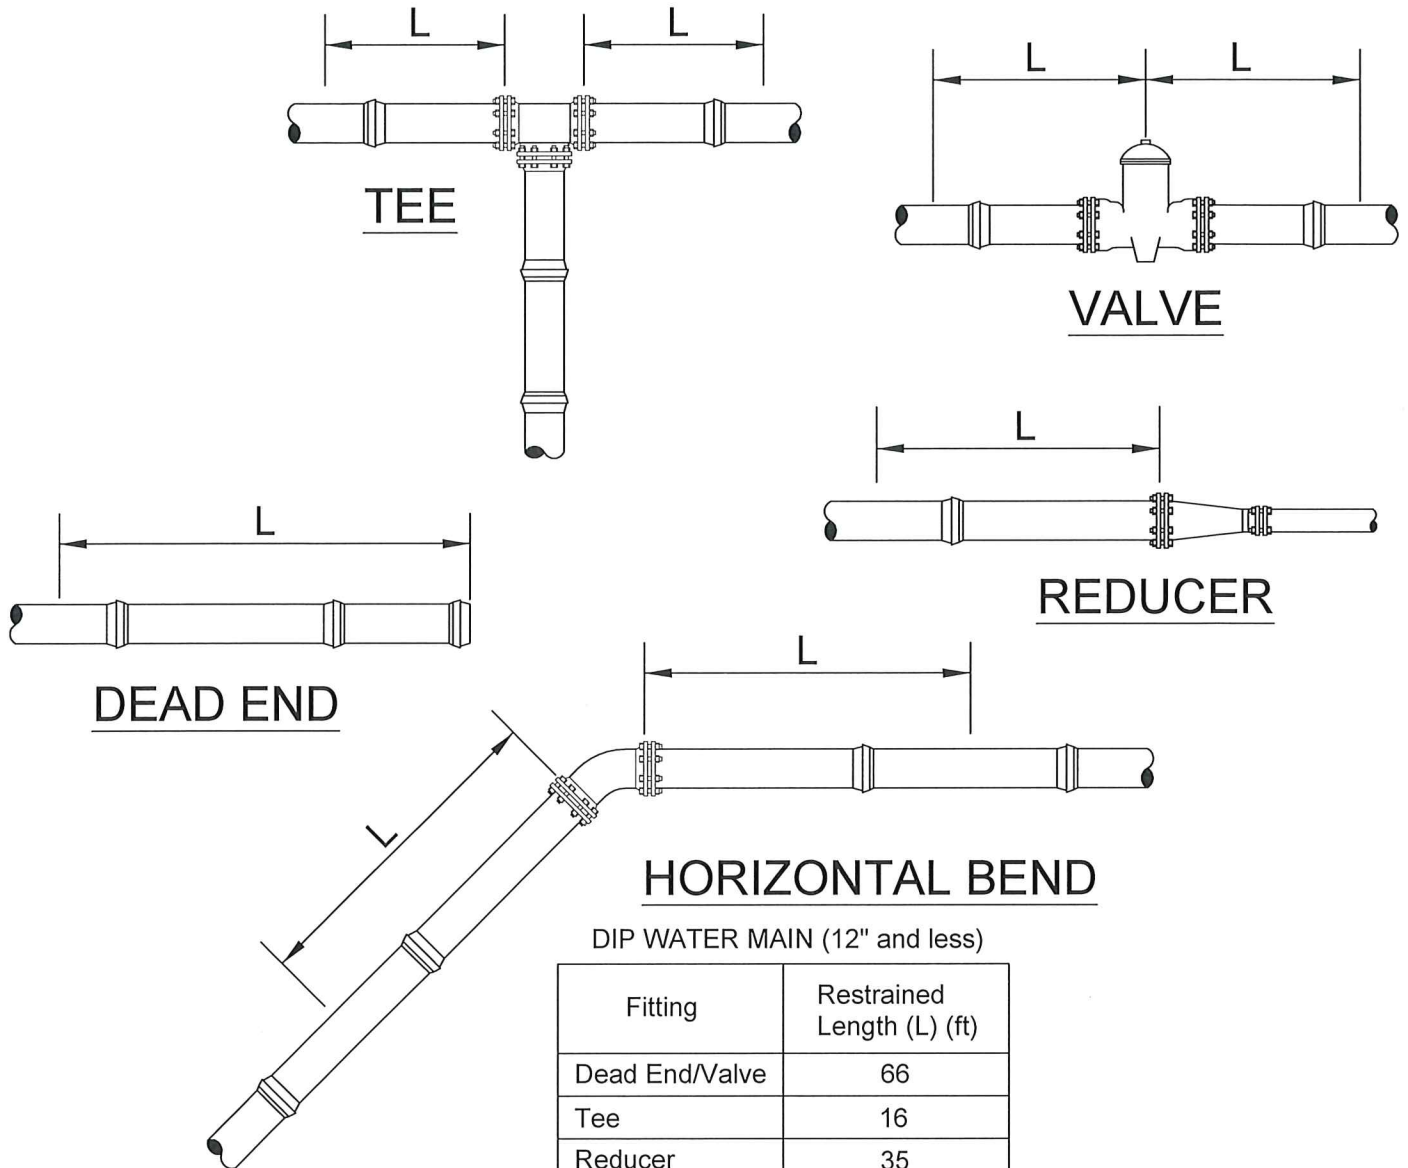 L
L
TEE
L
L
VALVE
L
REDUCER
L
DEAD END
L
L
HORIZONTAL BEND
DIP WATER MAIN (12" and less)
Fitting
Restrained
Length (L) (ft)
Dead End/Valve
66
Tee
16
Reducer
35